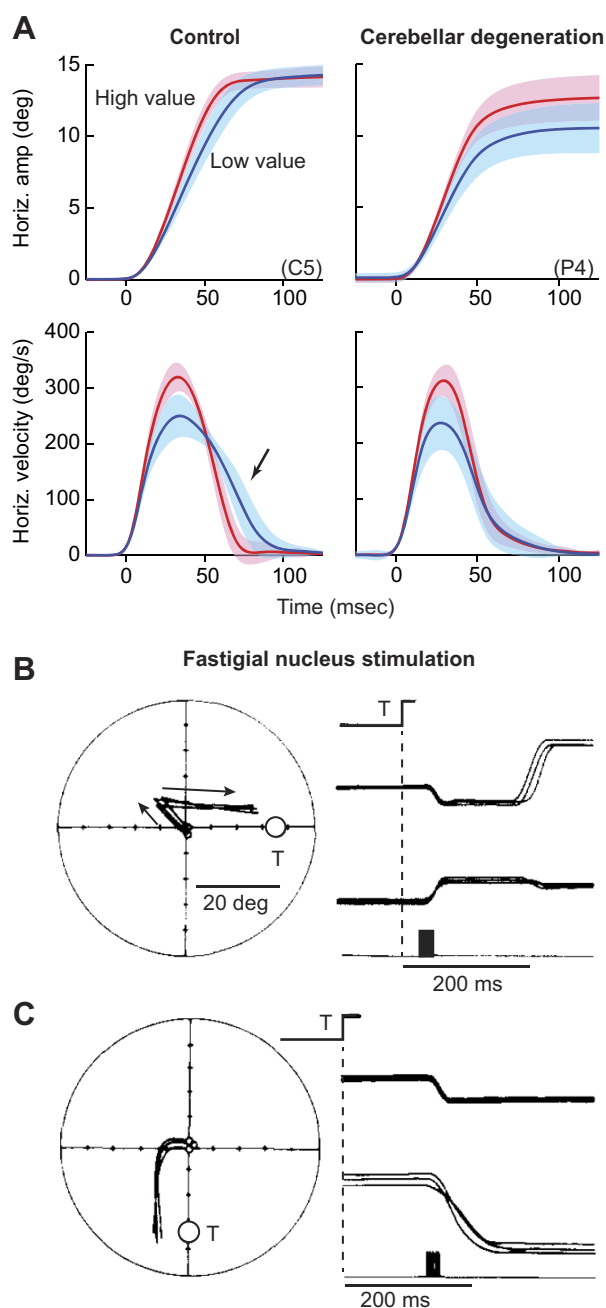 A
Control
Cerebellar degeneration
Horiz. amp (deg)
15
10
5
0
High value
Low value
(C5)
(P4)
0
50
100
0
50
100
Horiz. velocity (deg/s)
400
300
200
100
0
0
50
100
0
50
100
Time (msec)
Fastigial nucleus stimulation
B
T
20 deg
T
200 ms
C
T
T
200 ms